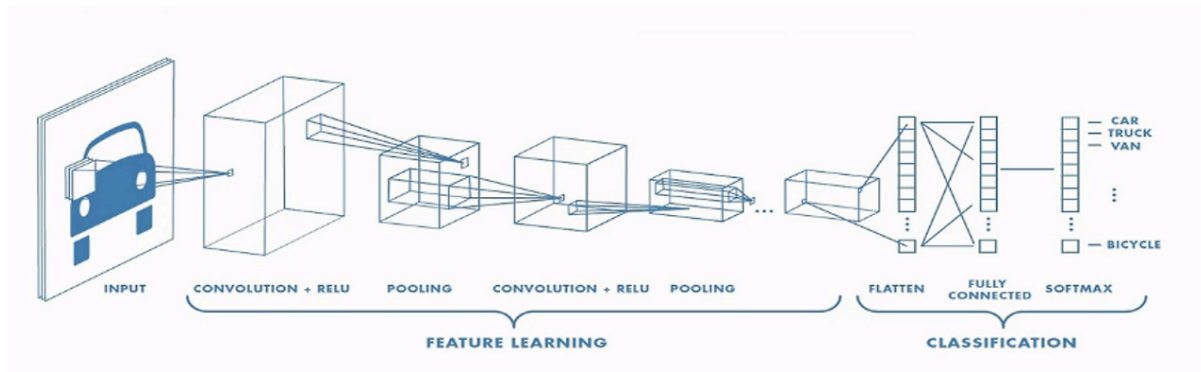 CAR
TRUCK
VAN
BICYCLE
INPUT
CONVOLUTION + RELU
POOLING
CONVOLUTION + RELU
POOLING
FLATTEN
FULLY
CONNECTED
SOFTMAX
FEATURE LEARNING
CLASSIFICATION